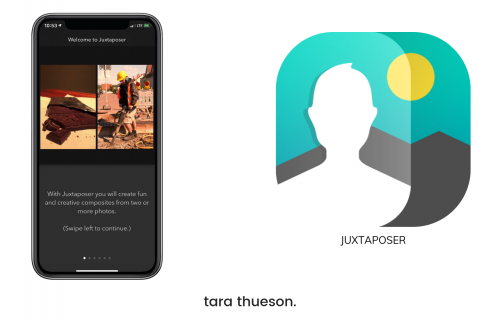 10:53
Welcome to Juxtaposer
With Juxtaposer you will create fun
and creative composites from two or
more photos.
(Swipe left to continue.)
JUXTAPOSER
tara thueson.